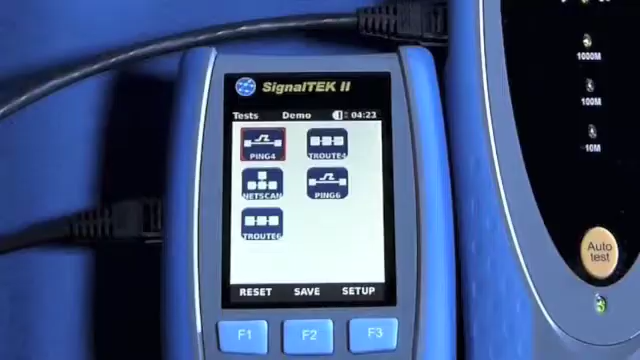 SignalTEK II
Tests Demo 04:23
PING4 TROUTE4
NETSCAN PING6
TROUTE6
RESET SAVE SETUP
F1 F2 F3
1000M
100M
10M
Auto
test